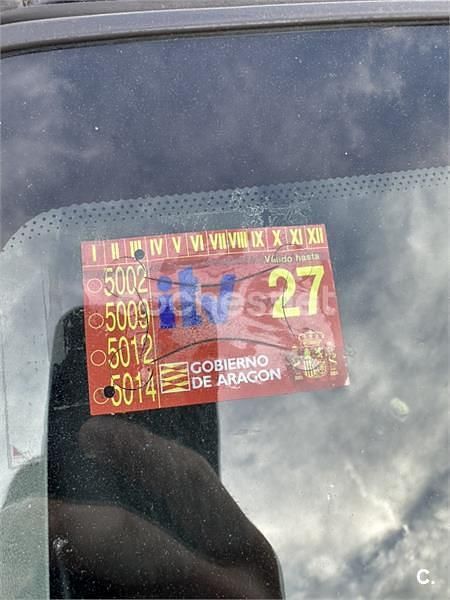 I II III IV V VI VII VIII IX X XI XII
Válido hasta
5002
5009
5012
5014
itv
27
GOBIERNO
DE ARAGON
C.